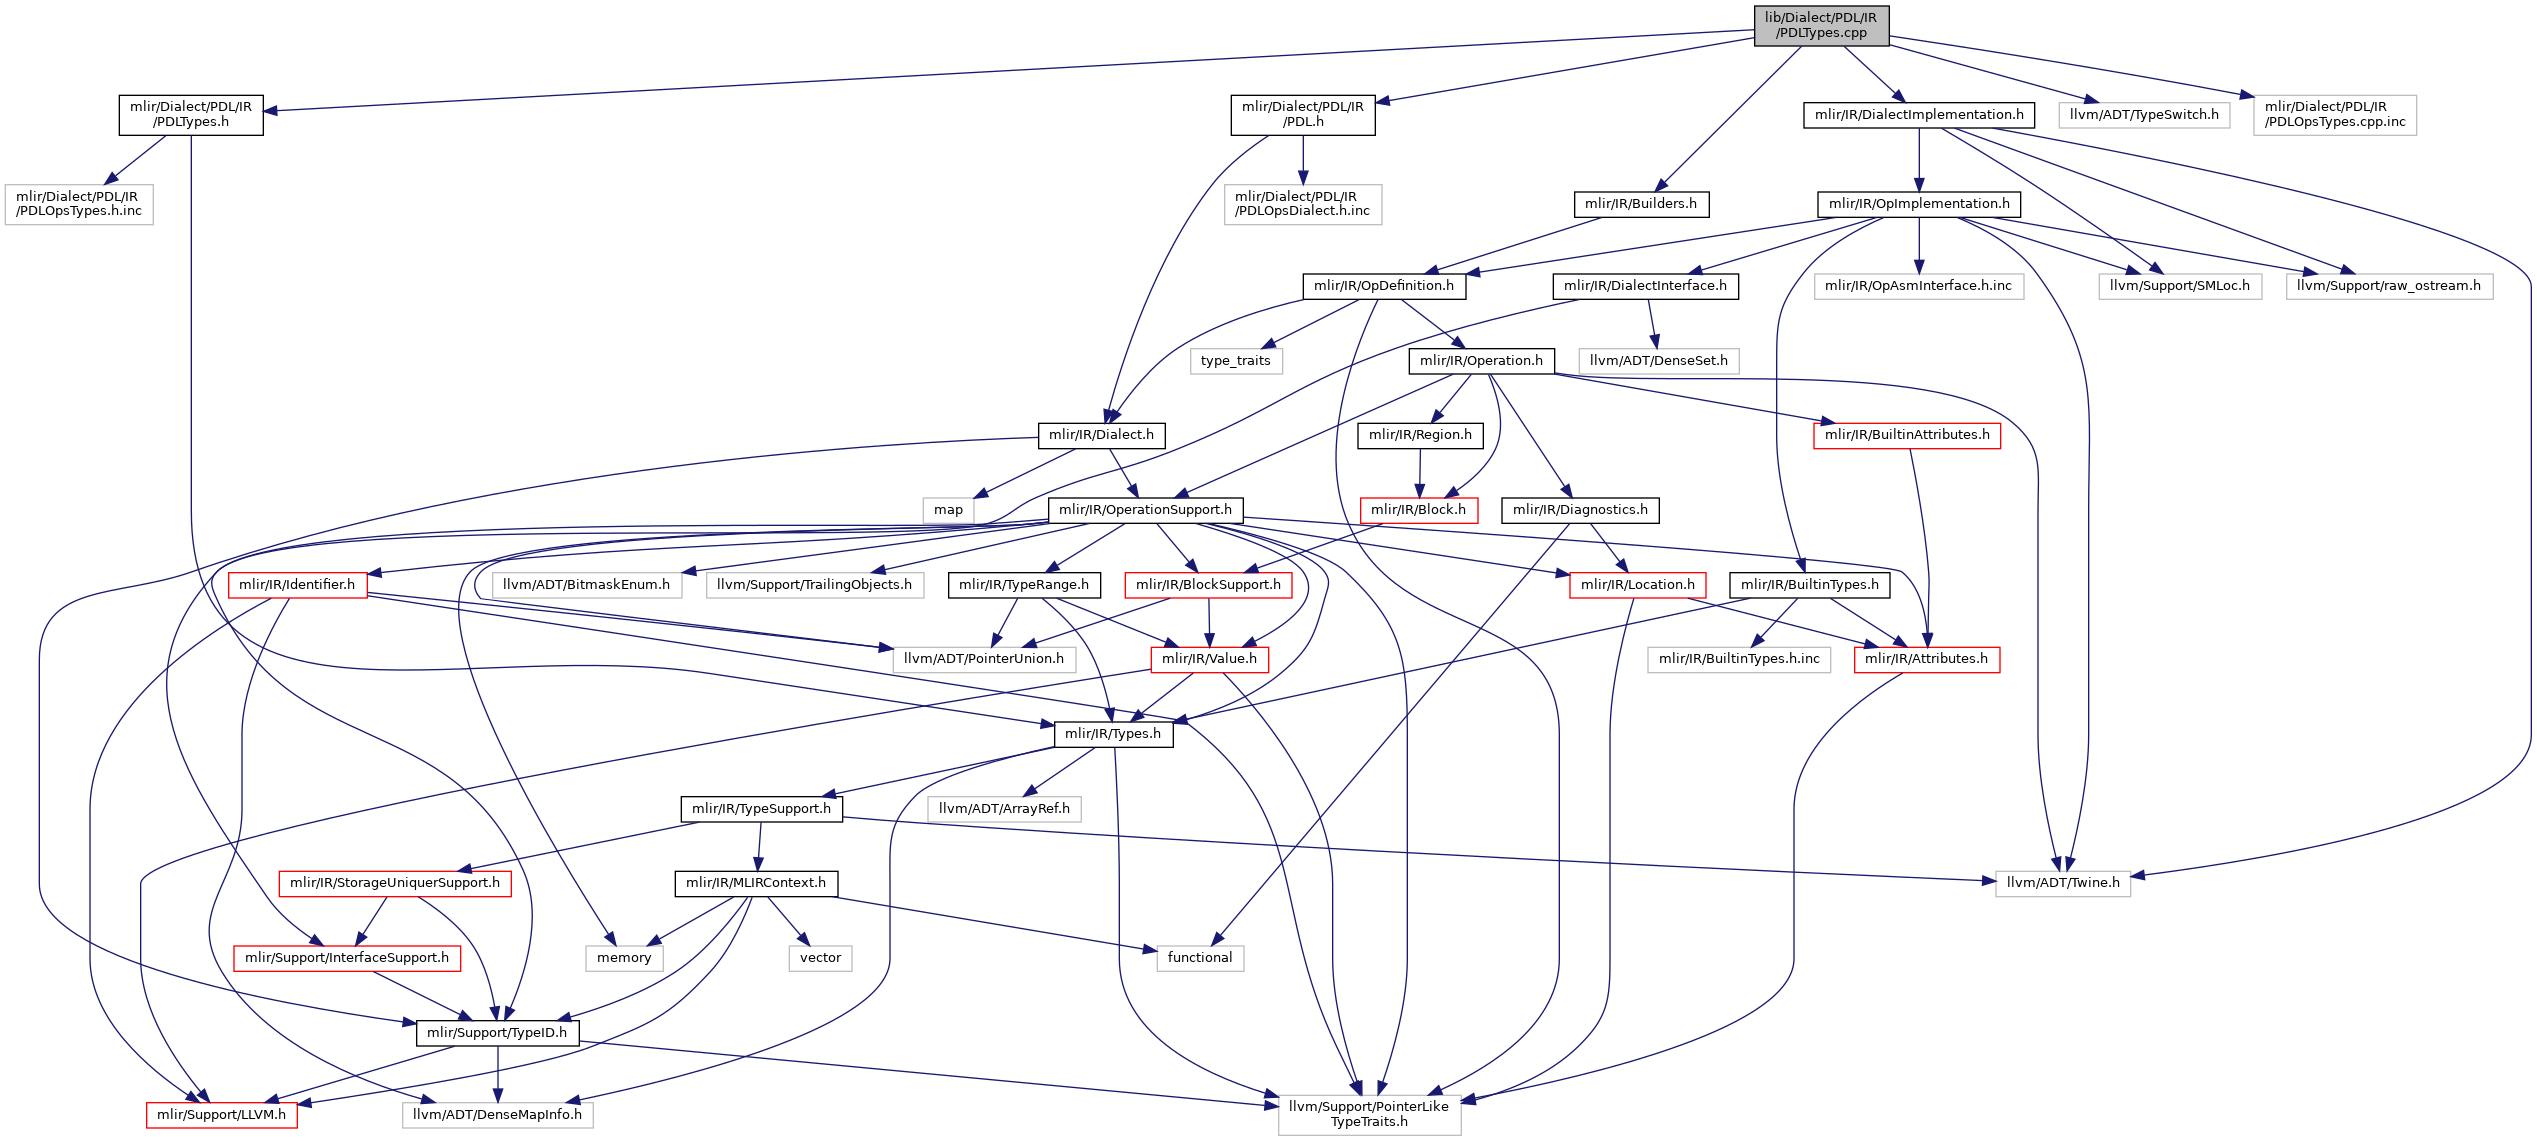 lib/Dialect/PDL/IR
/PDLTypes.cpp
mlir/Dialect/PDL/IR
/PDLTypes.h
mlir/Dialect/PDL/IR
/PDL.h
mlir/IR/DialectImplementation.h
llvm/ADT/TypeSwitch.h
mlir/Dialect/PDL/IR
/PDLOpsTypes.cpp.inc
mlir/Dialect/PDL/IR
/PDLOpsTypes.h.inc
mlir/Dialect/PDL/IR
/PDLOpsDialect.h.inc
mlir/IR/Builders.h
mlir/IR/OpImplementation.h
mlir/IR/OpDefinition.h
mlir/IR/DialectInterface.h
mlir/IR/OpAsmInterface.h.inc
llvm/Support/SMLoc.h
llvm/Support/raw_ostream.h
type_traits
mlir/IR/Operation.h
llvm/ADT/DenseSet.h
mlir/IR/Dialect.h
mlir/IR/Region.h
mlir/IR/BuiltinAttributes.h
map
mlir/IR/OperationSupport.h
mlir/IR/Block.h
mlir/IR/Diagnostics.h
mlir/IR/Identifier.h
llvm/ADT/BitmaskEnum.h
llvm/Support/TrailingObjects.h
mlir/IR/TypeRange.h
mlir/IR/BlockSupport.h
mlir/IR/Location.h
mlir/IR/BuiltinTypes.h
llvm/ADT/PointerUnion.h
mlir/IR/Value.h
mlir/IR/BuiltinTypes.h.inc
mlir/IR/Attributes.h
mlir/IR/Types.h
mlir/IR/TypeSupport.h
llvm/ADT/ArrayRef.h
mlir/IR/StorageUniquerSupport.h
mlir/IR/MLIRContext.h
llvm/ADT/Twine.h
mlir/Support/InterfaceSupport.h
memory
vector
functional
mlir/Support/TypeID.h
mlir/Support/LLVM.h
llvm/ADT/DenseMapInfo.h
llvm/Support/PointerLike
TypeTraits.h